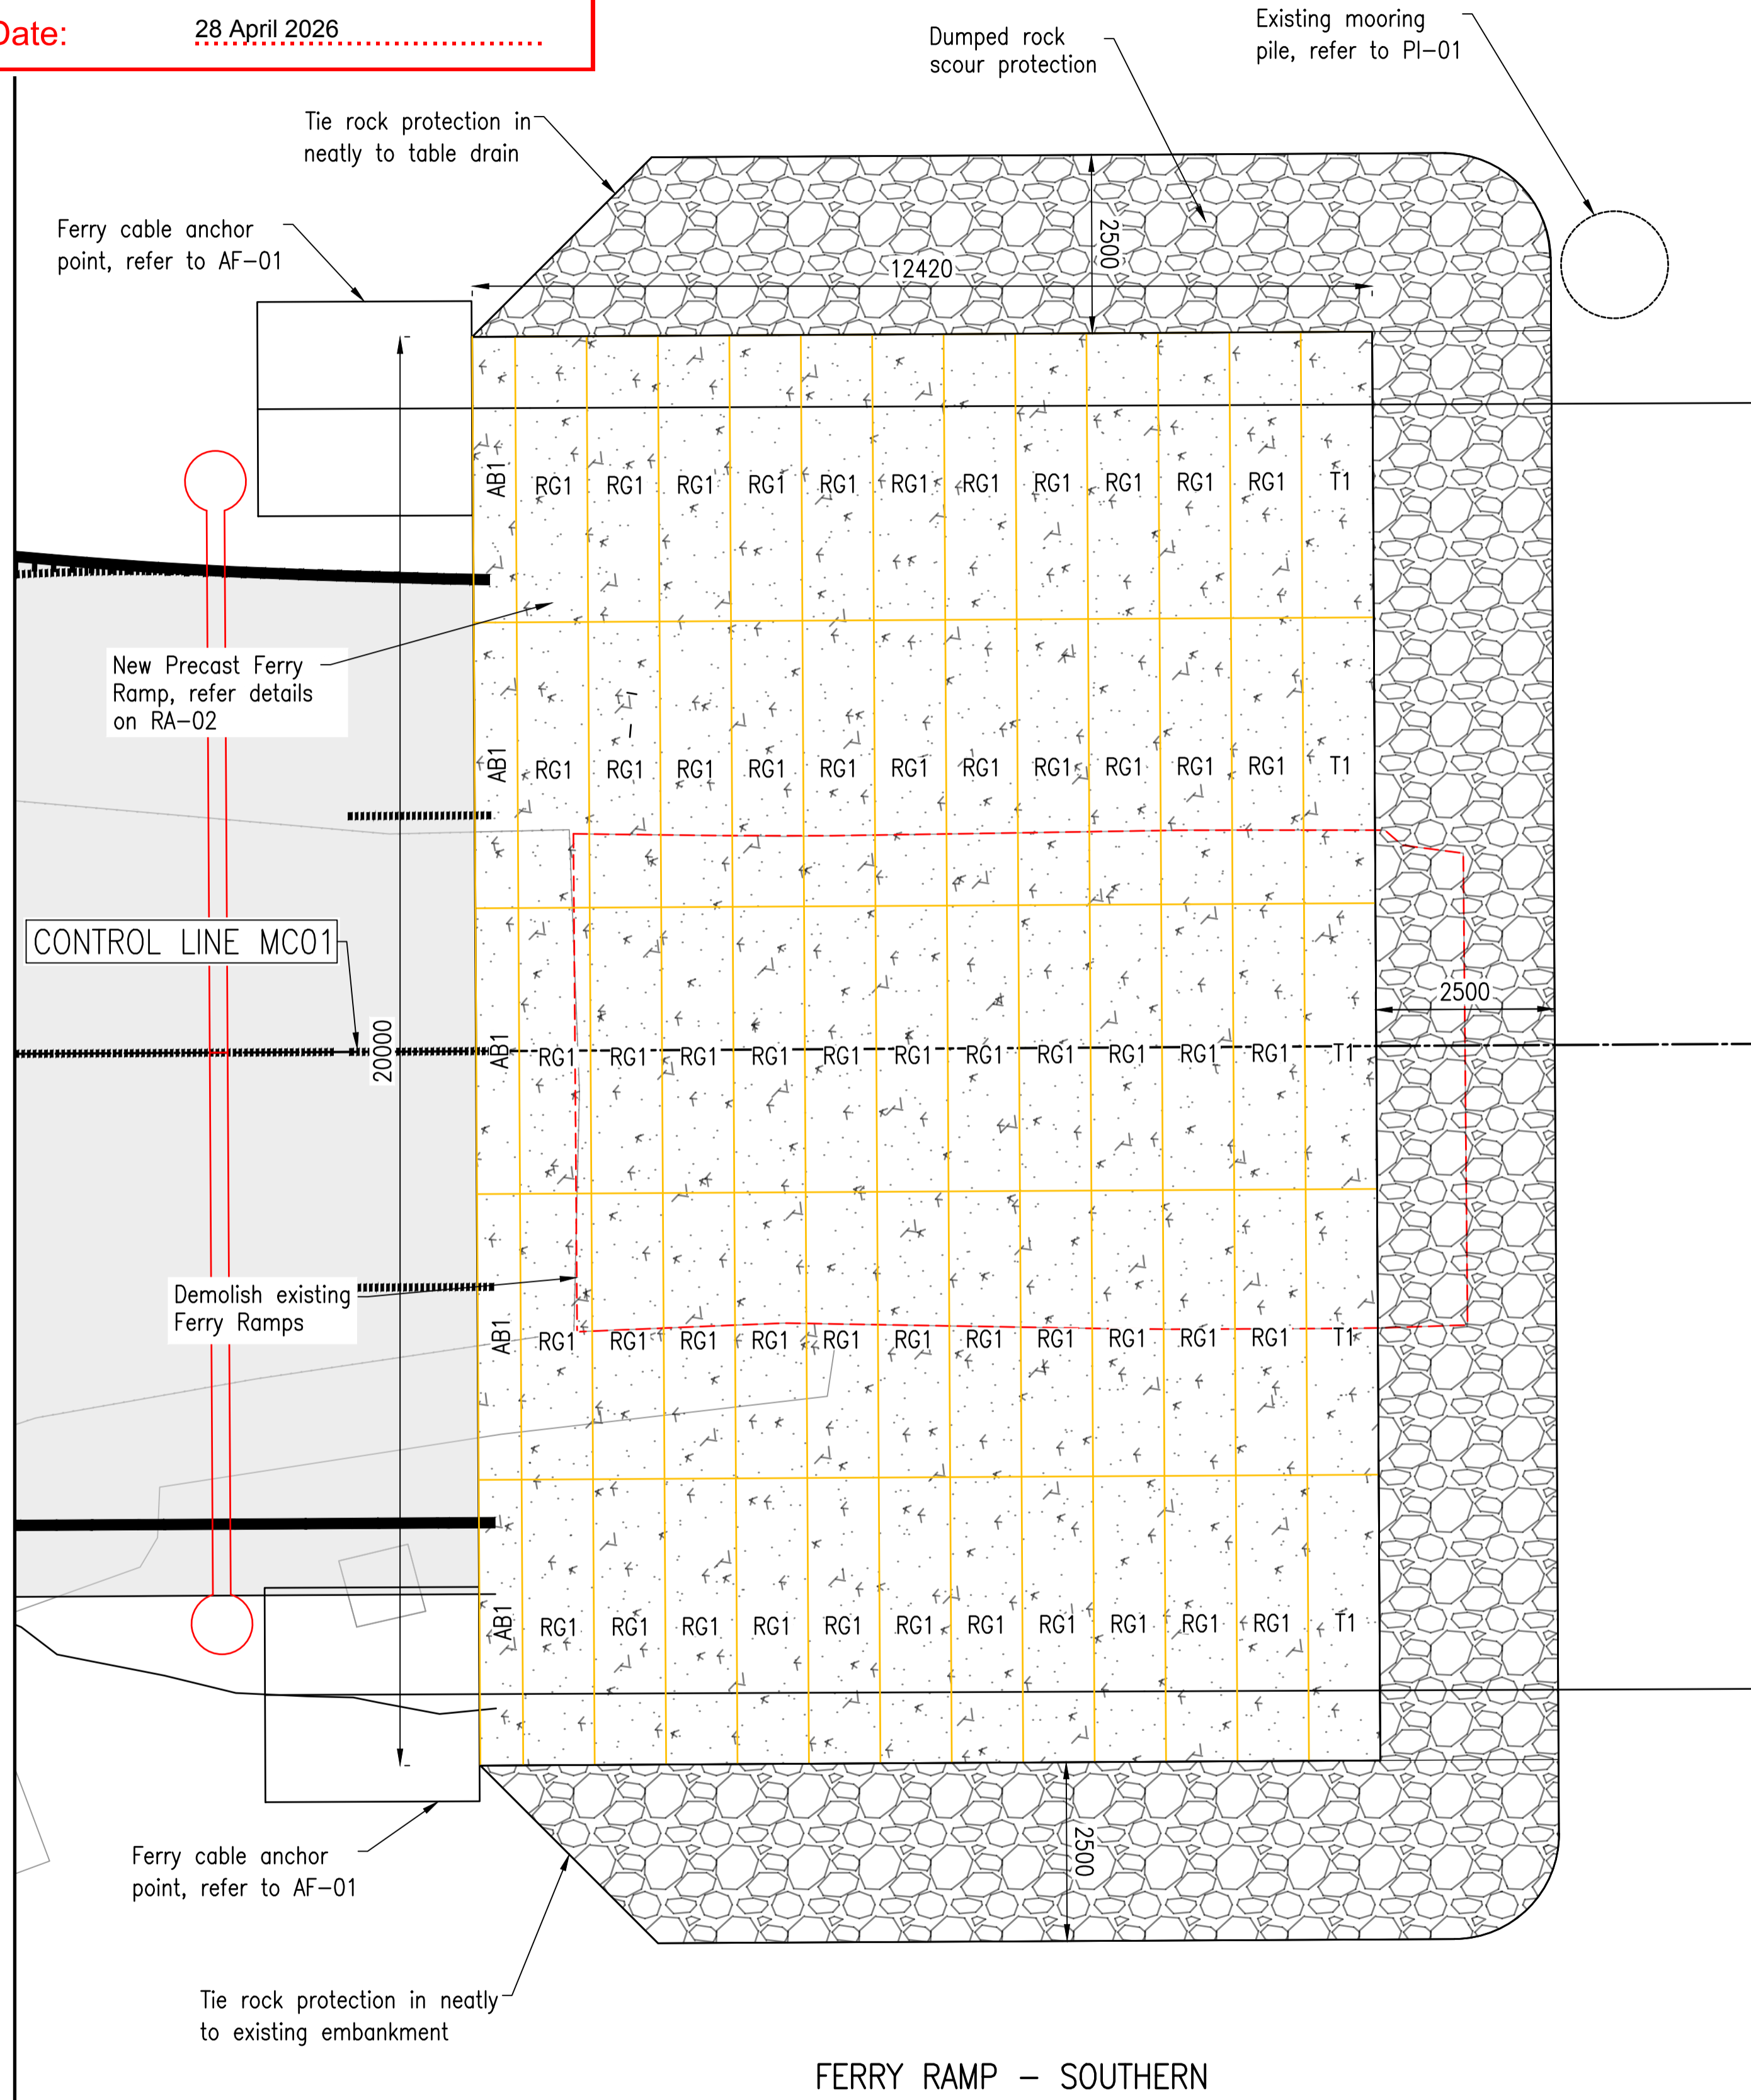 Date: 28 April 2026
Existing mooring
pile, refer to PI-01
Dumped rock
scour protection
Tie rock protection in
neatly to table drain
Ferry cable anchor
point, refer to AF-01
2500
12420
AB1 RG1 RG1 RG1 RG1 RG1 RG1 RG1 RG1 RG1 RG1 RG1 T1
New Precast Ferry
Ramp, refer details
on RA-02
AB1 RG1 RG1 RG1 RG1 RG1 RG1 RG1 RG1 RG1 RG1 RG1 T1
CONTROL LINE MC01
2500
20000
AB1 RG1 RG1 RG1 RG1 RG1 RG1 RG1 RG1 RG1 RG1 RG1 T1
Demolish existing
Ferry Ramps
AB1 RG1 RG1 RG1 RG1 RG1 RG1 RG1 RG1 RG1 RG1 RG1 T1
AB1 RG1 RG1 RG1 RG1 RG1 RG1 RG1 RG1 RG1 RG1 RG1 T1
2500
Ferry cable anchor
point, refer to AF-01
Tie rock protection in neatly
to existing embankment
FERRY RAMP - SOUTHERN